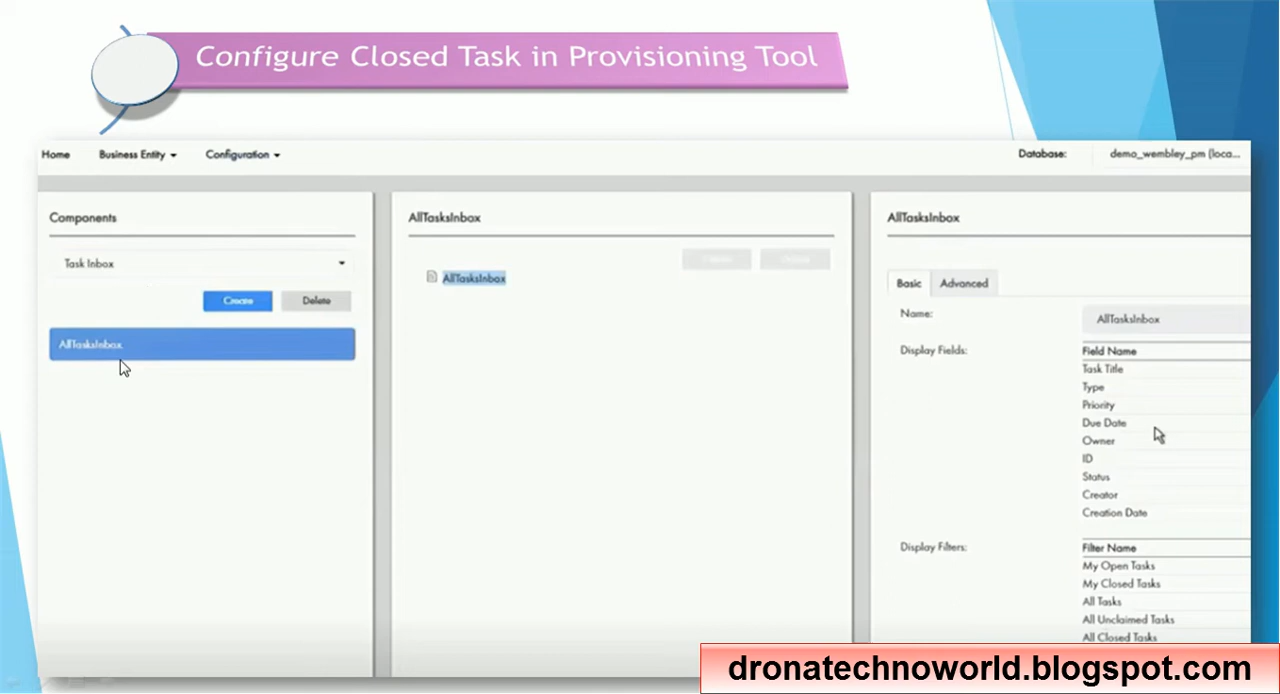 Configure Closed Task in Provisioning Tool
Home Business Entity Configuration Database: demo_wembley_pm (loca...
Components
Task Inbox
Create Delete
AllTasksInbox
AllTasksInbox
AllTasksInbox
AllTasksInbox
Basic Advanced
Name: AllTasksInbox
Display Fields: Field Name
Task Title
Type
Priority
Due Date
Owner
ID
Status
Creator
Creation Date
Display Filters: Filter Name
My Open Tasks
My Closed Tasks
All Tasks
All Unclaimed Tasks
All Closed Tasks
dronatechnoworld.blogspot.com